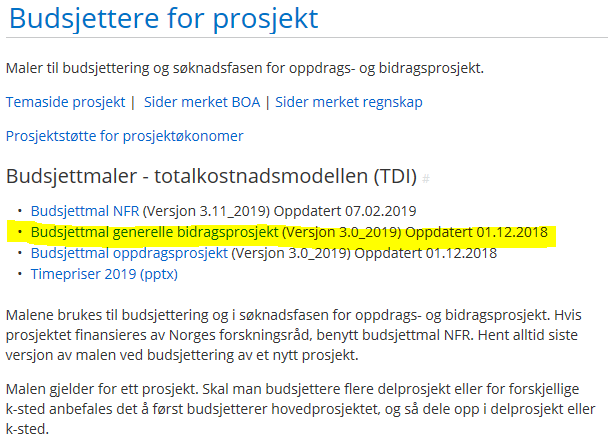 Budsjettere for prosjekt
Maler til budsjettering og søknadsfasen for oppdrags- og bidragsprosjekt.
Temaside prosjekt | Sider merket BOA | Sider merket regnskap
Prosjektstøtte for prosjektøkonomer
Budsjettmaler - totalkostnadsmodellen (TDI) #
• Budsjettmal NFR (Versjon 3.11_2019) Oppdatert 07.02.2019
• Budsjettmal generelle bidragsprosjekt (Versjon 3.0_2019) Oppdatert 01.12.2018
• Budsjettmal oppdragsprosjekt (Versjon 3.0_2019) Oppdatert 01.12.2018
• Timepriser 2019 (pptx)
Malene brukes til budsjettering og i søknadsfasen for oppdrags- og bidragsprosjekt. Hvis
prosjektet finansieres av Norges forskningsråd, benytt budsjettmal NFR. Hent alltid siste
versjon av malen ved budsjettering av et nytt prosjekt.
Malen gjelder for ett prosjekt. Skal man budsjettere flere delprosjekt eller for forskjellige
k-sted anbefales det å først budsjetterer hovedprosjektet, og så dele opp i delprosjekt eller
k-sted.